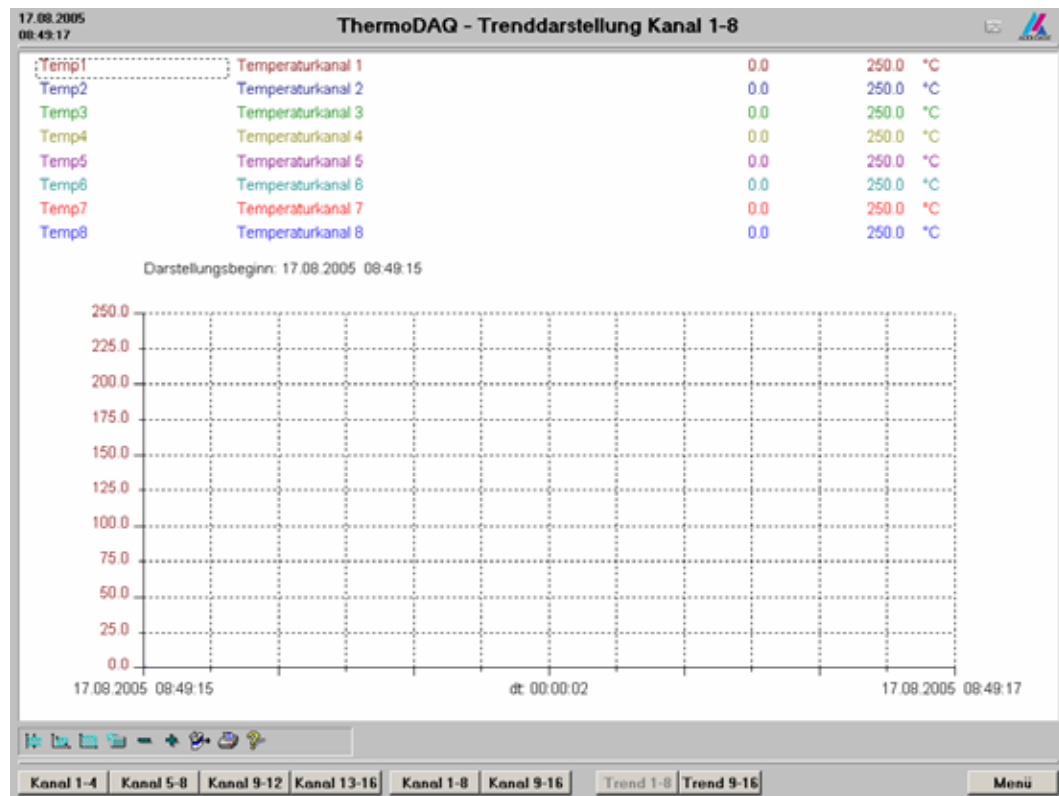 17.08.2005
08:49:17
ThermoDAQ - Trenddarstellung Kanal 1-8
Temp1 Temperaturkanal 1 0.0 250.0 °C
Temp2 Temperaturkanal 2 0.0 250.0 °C
Temp3 Temperaturkanal 3 0.0 250.0 °C
Temp4 Temperaturkanal 4 0.0 250.0 °C
Temp5 Temperaturkanal 5 0.0 250.0 °C
Temp6 Temperaturkanal 6 0.0 250.0 °C
Temp7 Temperaturkanal 7 0.0 250.0 °C
Temp8 Temperaturkanal 8 0.0 250.0 °C
Darstellungsbeginn: 17.08.2005 08:49:15
250.0
225.0
200.0
175.0
150.0
125.0
100.0
75.0
50.0
25.0
0.0
17.08.2005 08:49:15 dt: 00:00:02 17.08.2005 08:49:17
Kanal 1-4 Kanal 5-8 Kanal 9-12 Kanal 13-16 Kanal 1-8 Kanal 9-16 Trend 1-8 Trend 9-16 Menü